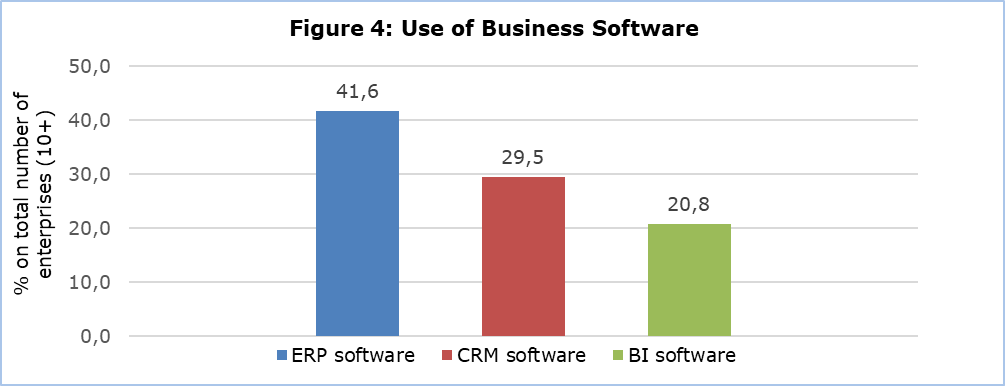 Figure 4: Use of Business Software
% on total number of
enterprises (10+)
50,0
40,0
30,0
20,0
10,0
0,0
41,6
29,5
20,8
ERP software
CRM software
BI software